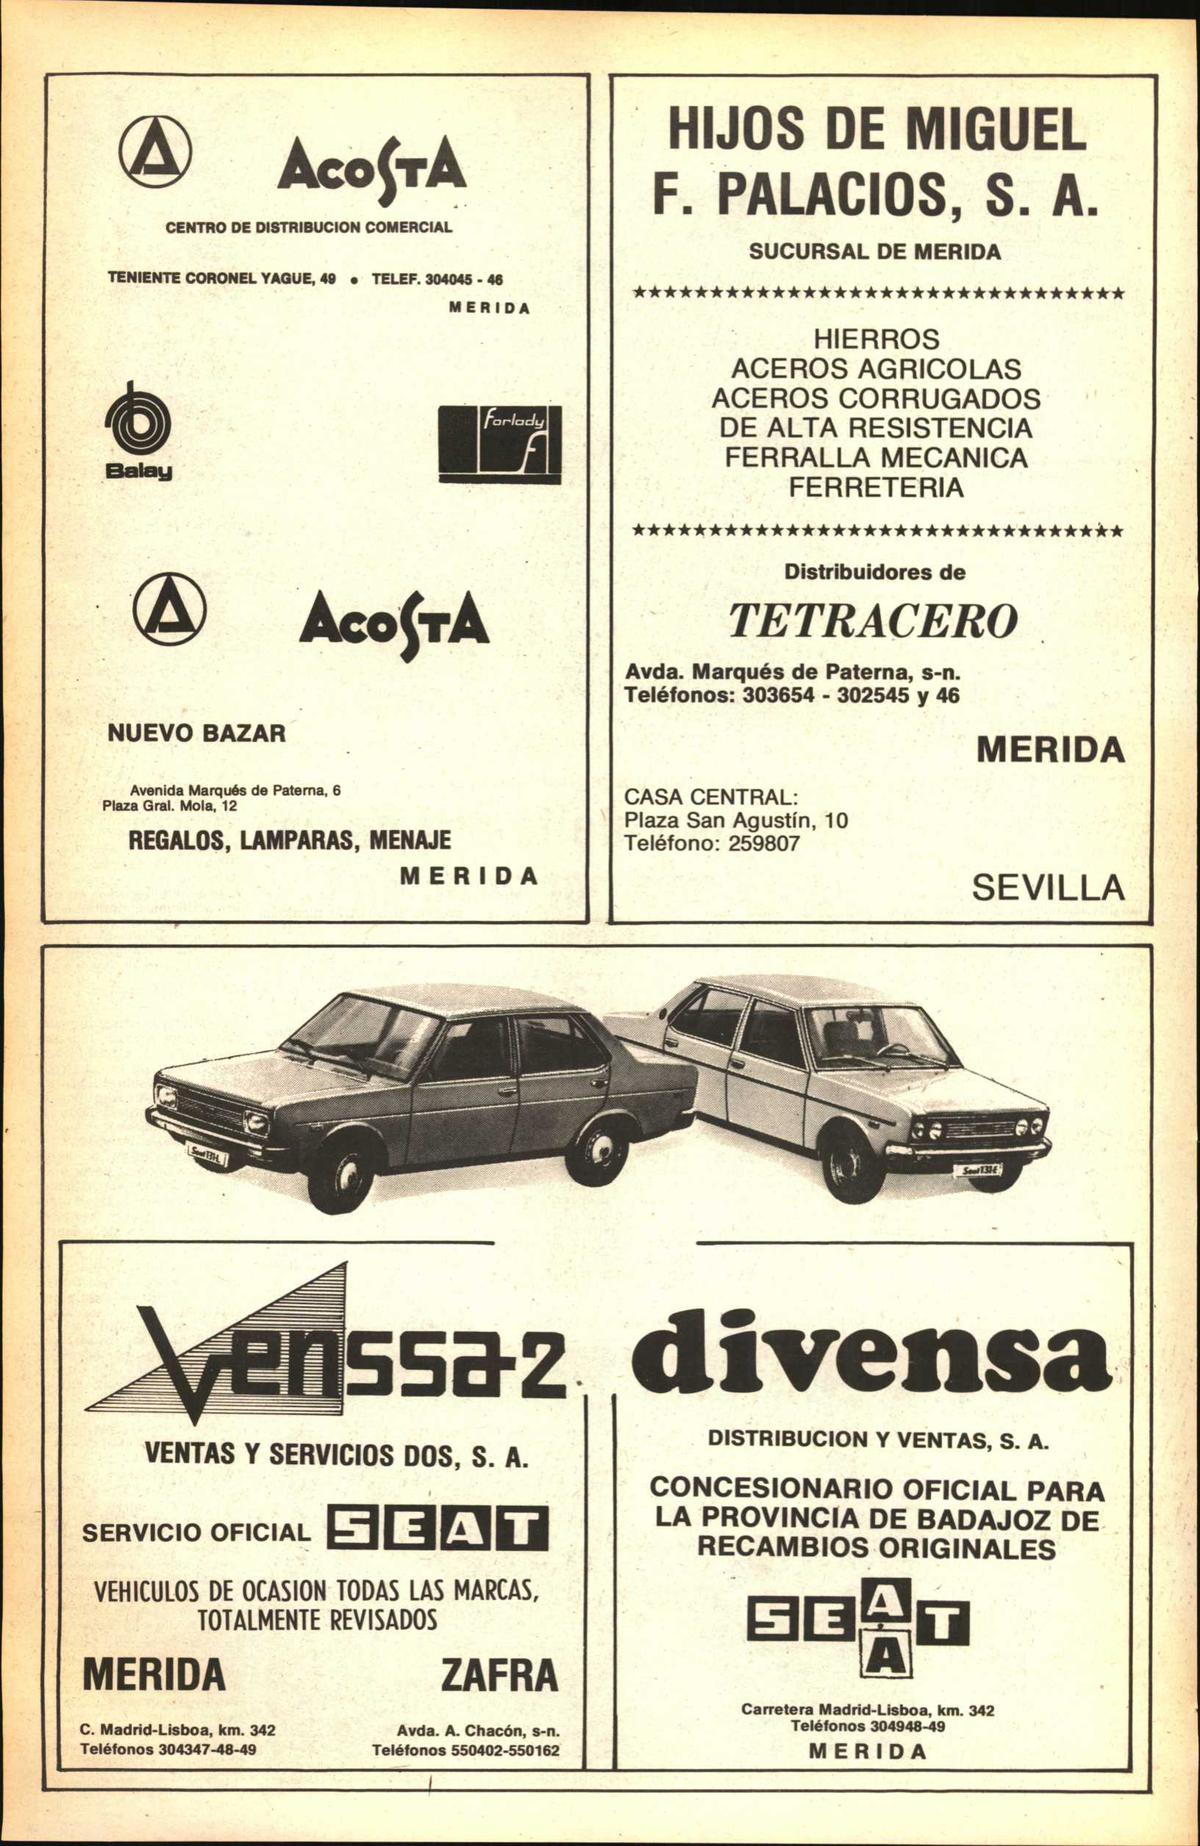 ACOSTA
CENTRO DE DISTRIBUCION COMERCIAL
TENIENTE CORONEL YAGUE, 49 • TELEF. 304045 - 46
MERIDA
Balay
forlady
ACOSTA
NUEVO BAZAR
Avenida Marqués de Paterna, 6
Plaza Gral. Mola, 12
REGALOS, LAMPARAS, MENAJE
MERIDA
HIJOS DE MIGUEL
F. PALACIOS, S. A.
SUCURSAL DE MERIDA
HIERROS
ACEROS AGRICOLAS
ACEROS CORRUGADOS
DE ALTA RESISTENCIA
FERRALLA MECANICA
FERRETERIA
Distribuidores de
TETRACERO
Avda. Marqués de Paterna, s-n.
Teléfonos: 303654 - 302545 y 46
MERIDA
CASA CENTRAL:
Plaza San Agustín, 10
Teléfono: 259807
SEVILLA
Seat 131-L
Seat 131-E
Venssa-2
VENTAS Y SERVICIOS DOS, S. A.
SERVICIO OFICIAL SEAT
VEHICULOS DE OCASION TODAS LAS MARCAS,
TOTALMENTE REVISADOS
MERIDA ZAFRA
C. Madrid-Lisboa, km. 342 Avda. A. Chacón, s-n.
Teléfonos 304347-48-49 Teléfonos 550402-550162
divensa
DISTRIBUCION Y VENTAS, S. A.
CONCESIONARIO OFICIAL PARA
LA PROVINCIA DE BADAJOZ DE
RECAMBIOS ORIGINALES
SEAT
A
Carretera Madrid-Lisboa, km. 342
Teléfonos 304948-49
MERIDA